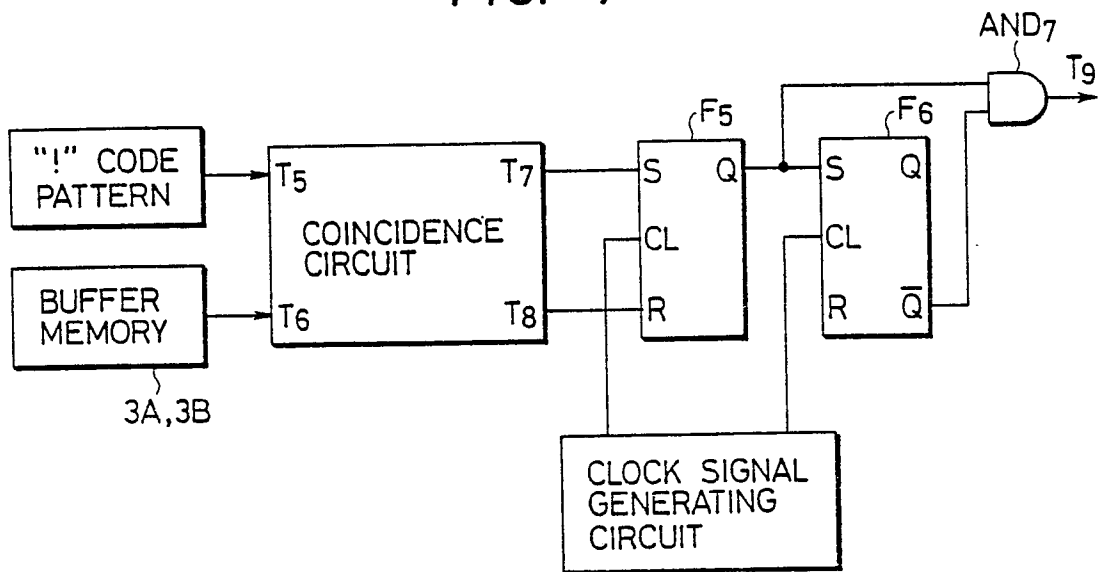 AND7
T9
F5
F6
"!" CODE
PATTERN
T5
T7
S
Q
S
Q
COINCIDENCE
CIRCUIT
CL
CL
BUFFER
MEMORY
T6
T8
R
R
Q̅
3A,3B
CLOCK SIGNAL
GENERATING
CIRCUIT